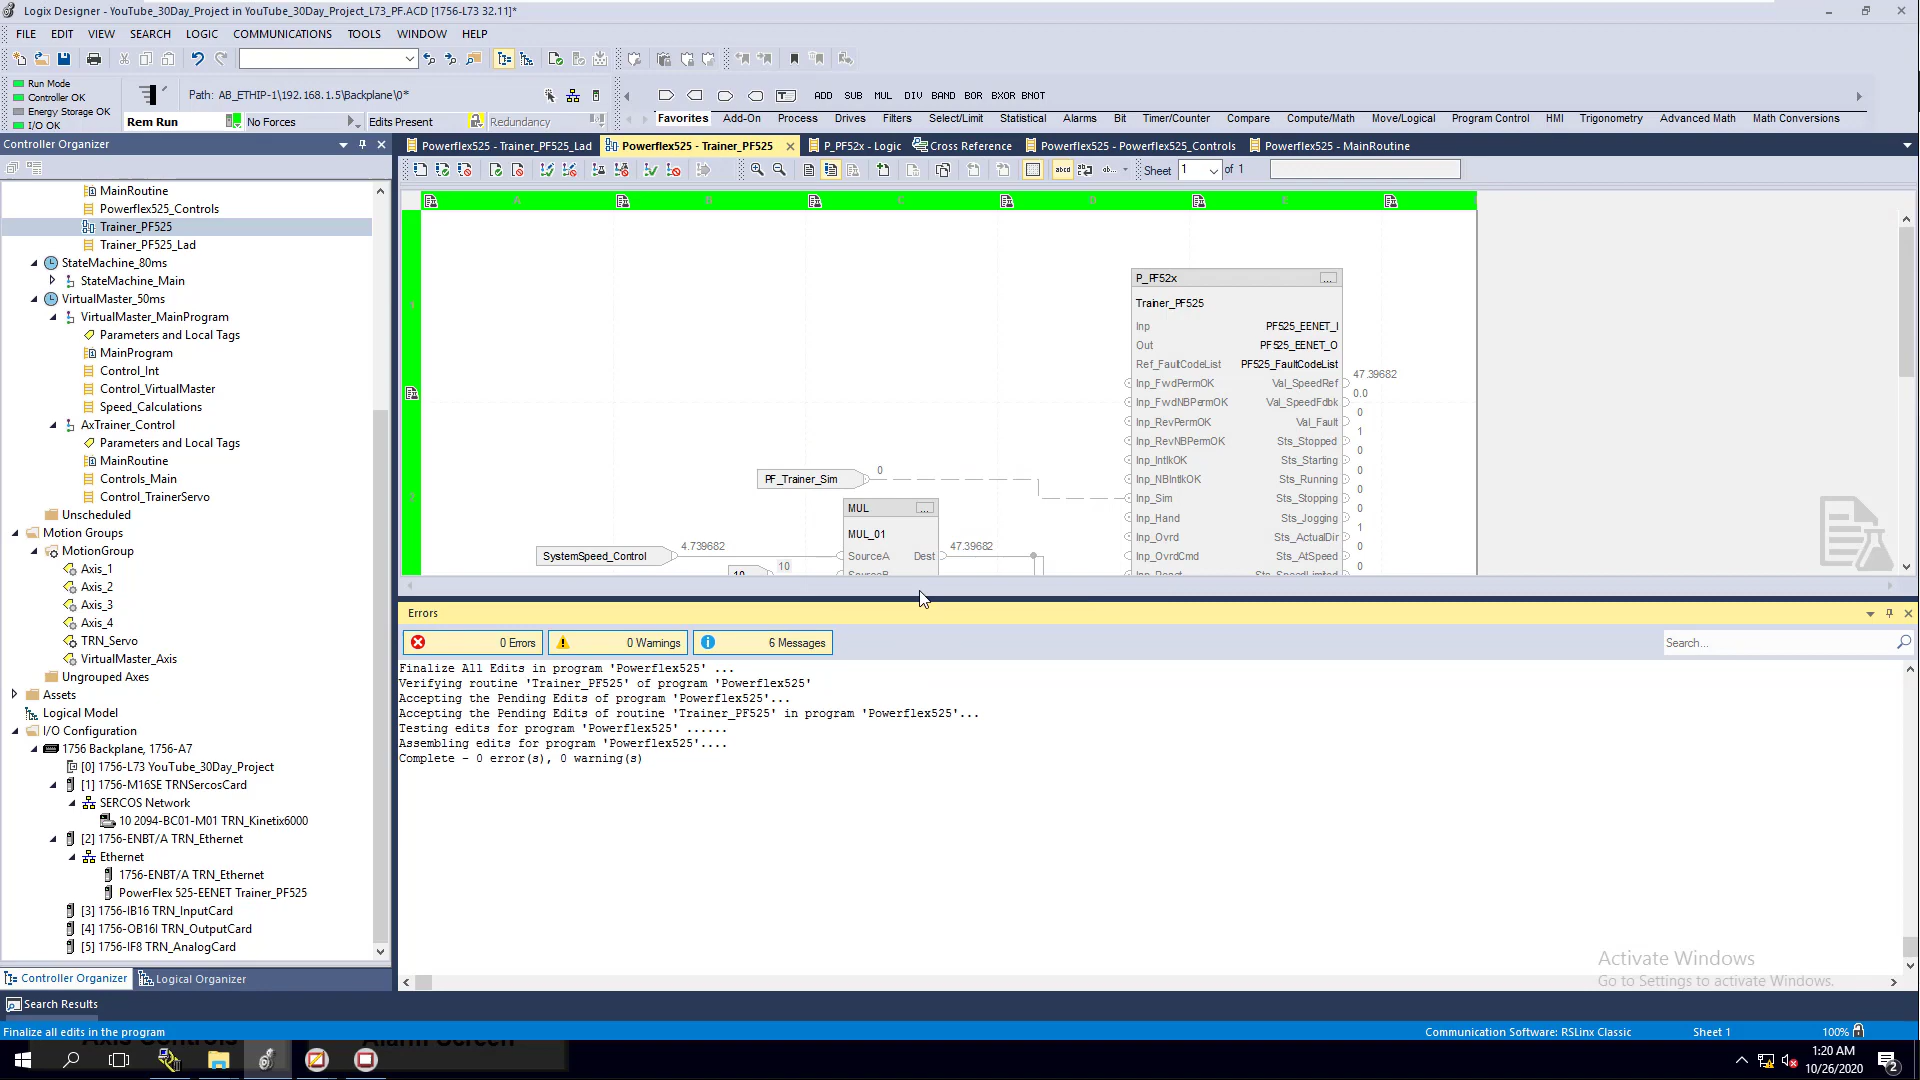 Logix Designer - YouTube_30Day_Project in YouTube_30Day_Project_L73_PF.ACD [1756-L73 32.11]*
FILE EDIT VIEW SEARCH LOGIC COMMUNICATIONS TOOLS WINDOW HELP
Run Mode
Controller OK
Energy Storage OK
I/O OK
Path: AB_ETHIP-1\192.168.1.5\Backplane\0*
Rem Run No Forces Edits Present Redundancy
ADD SUB MUL DIV BAND BOR BXOR BNOT
Favorites Add-On Process Drives Filters Select/Limit Statistical Alarms Bit Timer/Counter Compare Compute/Math Move/Logical Program Control HMI Trigonometry Advanced Math Math Conversions
Controller Organizer
Powerflex525 - Trainer_PF525_Lad Powerflex525 - Trainer_PF525 P_PF52x - Logic Cross Reference Powerflex525 - Powerflex525_Controls Powerflex525 - MainRoutine
Sheet 1 of 1
MainRoutine
Powerflex525_Controls
Trainer_PF525
Trainer_PF525_Lad
StateMachine_80ms
StateMachine_Main
VirtualMaster_50ms
VirtualMaster_MainProgram
Parameters and Local Tags
MainProgram
Control_Int
Control_VirtualMaster
Speed_Calculations
AxTrainer_Control
Parameters and Local Tags
MainRoutine
Controls_Main
Control_TrainerServo
Unscheduled
Motion Groups
MotionGroup
Axis_1
Axis_2
Axis_3
Axis_4
TRN_Servo
VirtualMaster_Axis
Ungrouped Axes
Assets
Logical Model
I/O Configuration
1756 Backplane, 1756-A7
[0] 1756-L73 YouTube_30Day_Project
[1] 1756-M16SE TRNSercosCard
SERCOS Network
10 2094-BC01-M01 TRN_Kinetix6000
[2] 1756-ENBT/A TRN_Ethernet
Ethernet
1756-ENBT/A TRN_Ethernet
PowerFlex 525-EENET Trainer_PF525
[3] 1756-IB16 TRN_InputCard
[4] 1756-OB16I TRN_OutputCard
[5] 1756-IF8 TRN_AnalogCard
Controller Organizer Logical Organizer
A B C D E
P_PF52x ...
Trainer_PF525
Inp PF525_EENET_I
Out PF525_EENET_O
Ref_FaultCodeList PF525_FaultCodeList
47.39682
Inp_FwdPermOK Val_SpeedRef
0.0
Inp_FwdNBPermOK Val_SpeedFdbk
0
Inp_RevPermOK Val_Fault
1
Inp_RevNBPermOK Sts_Stopped
0
Inp_IntlkOK Sts_Starting
0
Inp_NBIntlkOK Sts_Running
0
Inp_Sim Sts_Stopping
0
Inp_Hand Sts_Jogging
1
Inp_Ovrd Sts_ActualDir
0
Inp_OvrdCmd Sts_AtSpeed
0
Inp_Reset Sts_SpeedLimited
PF_Trainer_Sim 0
MUL ...
MUL_01
SystemSpeed_Control 4.739682
SourceA Dest 47.39682
10 10
SourceB
Errors
0 Errors 0 Warnings 6 Messages
Search...
Finalize All Edits in program 'Powerflex525' ...
Verifying routine 'Trainer_PF525' of program 'Powerflex525'
Accepting the Pending Edits of program 'Powerflex525'...
Accepting the Pending Edits of routine 'Trainer_PF525' in program 'Powerflex525'...
Testing edits for program 'Powerflex525' ......
Assembling edits for program 'Powerflex525'....
Complete - 0 error(s), 0 warning(s)
Activate Windows
Go to Settings to activate Windows.
Search Results
Finalize all edits in the program
Communication Software: RSLinx Classic Sheet 1 100%
1:20 AM
10/26/2020
2